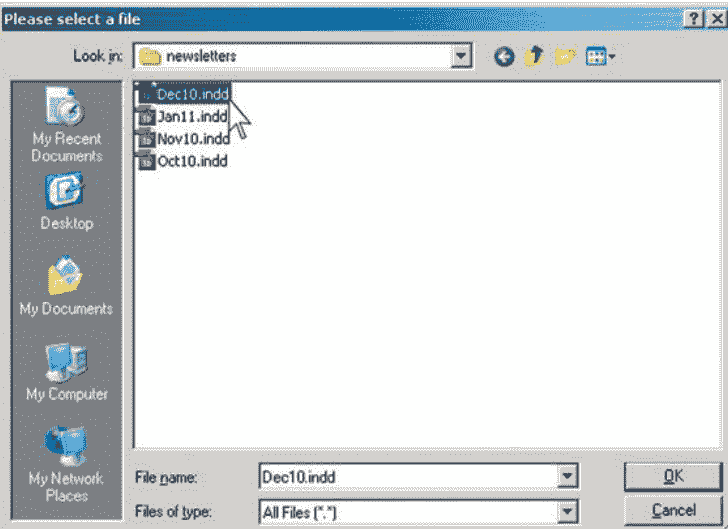 Please select a file
Look in:
newsletters
Dec10.indd
Jan11.indd
Nov10.indd
Oct10.indd
My Recent
Documents
Desktop
My Documents
My Computer
My Network
Places
File name:
Dec10.indd
OK
Files of type:
All Files (*.*)
Cancel